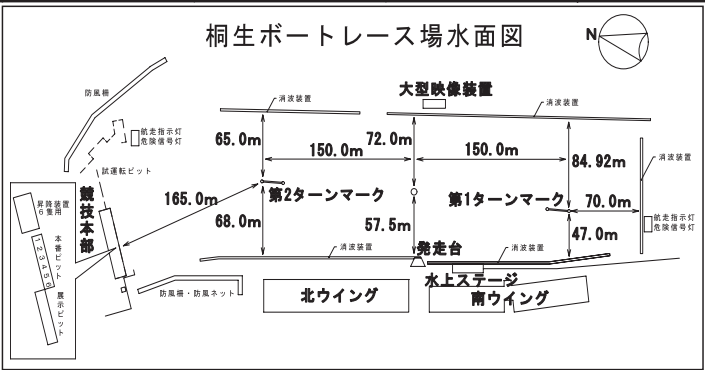 桐生ボートレース場水面図
N
大型映像装置
防風柵
消波装置
消波装置
航走指示灯
危険信号灯
65.0m
72.0m
150.0m
150.0m
84.92m
消波装置
試運転ピット
165.0m
第2ターンマーク
第1ターンマーク
70.0m
昇降装置
6隻用
競技本部
68.0m
57.5m
47.0m
航走指示灯
危険信号灯
本番ピット
1
2
3
4
5
6
消波装置
発走台
消波装置
展示ピット
防風柵・防風ネット
水上ステージ
北ウイング
南ウイング